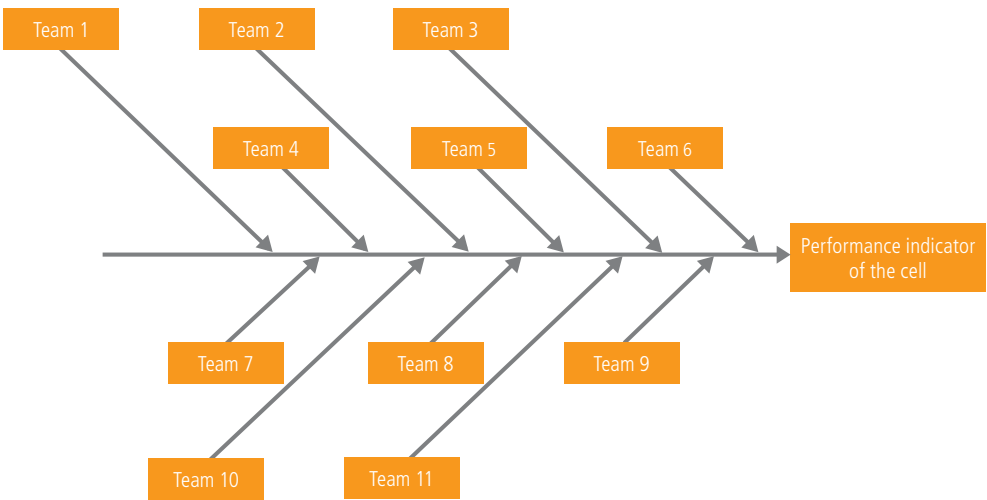 Team 1
Team 2
Team 3
Team 4
Team 5
Team 6
Performance indicator
of the cell
Team 7
Team 8
Team 9
Team 10
Team 11